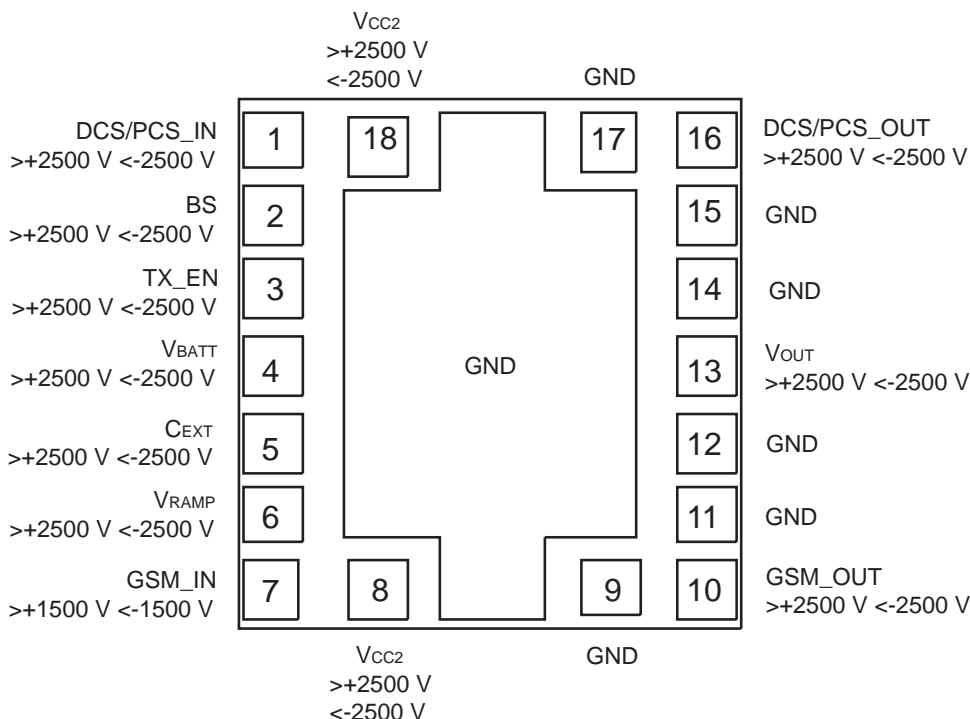 VCC2
>+2500 V
<-2500 V
GND
DCS/PCS_IN
>+2500 V <-2500 V
1
18
17
16
DCS/PCS_OUT
>+2500 V <-2500 V
BS
>+2500 V <-2500 V
2
15
GND
TX_EN
>+2500 V <-2500 V
3
14
GND
VBATT
>+2500 V <-2500 V
4
GND
13
VOUT
>+2500 V <-2500 V
CEXT
>+2500 V <-2500 V
5
12
GND
VRAMP
>+2500 V <-2500 V
6
11
GND
GSM_IN
>+1500 V <-1500 V
7
8
9
10
GSM_OUT
>+2500 V <-2500 V
VCC2
>+2500 V
<-2500 V
GND